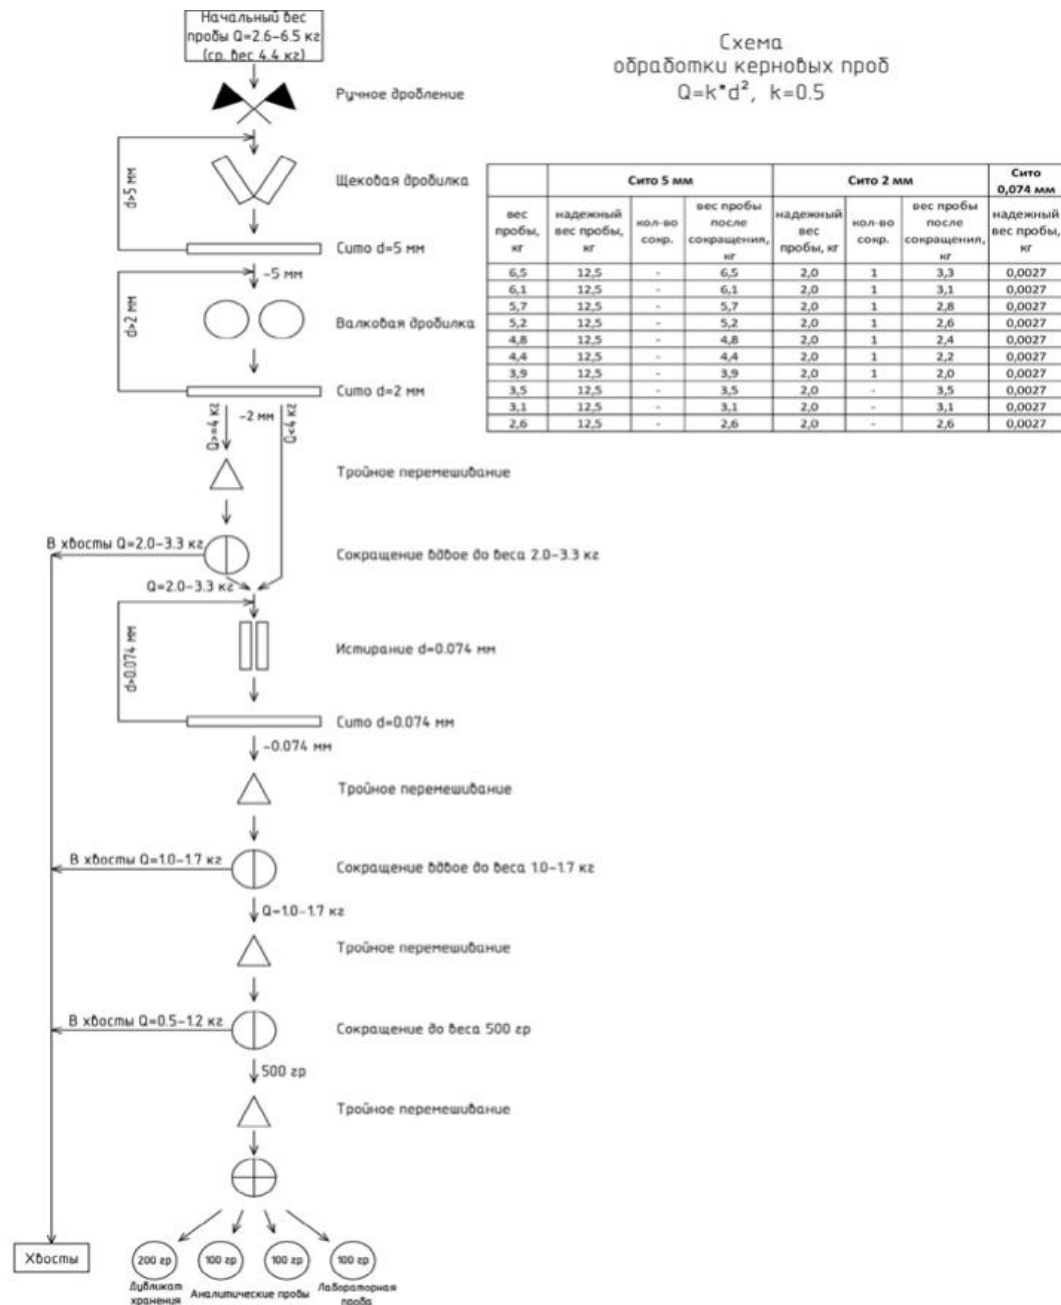 Начальный вес
пробы Q=2.6-6.5 кг
(ср. вес 4.4 кг)
Схема
обработки керновых проб
Q=k*d², k=0.5
Ручное дробление
d>5 мм
Щековая дробилка
Сито d=5 мм
-5 мм
d>2 мм
Валковая дробилка
Сито d=2 мм
Q>=4 кг
-2 мм
Q<4 кг
Тройное перемешивание
В хвосты Q=2.0-3.3 кг
Сокращение вдвое до веса 2.0-3.3 кг
Q=2.0-3.3 кг
d>0.074 мм
Истирание d=0.074 мм
Сито d=0.074 мм
-0.074 мм
Тройное перемешивание
В хвосты Q=1.0-1.7 кг
Сокращение вдвое до веса 1.0-1.7 кг
Q=1.0-1.7 кг
Тройное перемешивание
В хвосты Q=0.5-1.2 кг
Сокращение до веса 500 гр
500 гр
Тройное перемешивание
Хвосты
200 гр 100 гр 100 гр 100 гр
Дубликат
хранения
Аналитические пробы
Лабораторная
проба
Сито 5 мм Сито 2 мм Сито
0,074 мм
вес
пробы,
кг
надежный
вес пробы,
кг
кол-во
сокр.
вес пробы
после
сокращения,
кг
надежный
вес
пробы, кг
кол-во
сокр.
вес пробы
после
сокращения,
кг
надежный
вес пробы,
кг
6,5 12,5 - 6,5 2,0 1 3,3 0,0027
6,1 12,5 - 6,1 2,0 1 3,1 0,0027
5,7 12,5 - 5,7 2,0 1 2,8 0,0027
5,2 12,5 - 5,2 2,0 1 2,6 0,0027
4,8 12,5 - 4,8 2,0 1 2,4 0,0027
4,4 12,5 - 4,4 2,0 1 2,2 0,0027
3,9 12,5 - 3,9 2,0 1 2,0 0,0027
3,5 12,5 - 3,5 2,0 - 3,5 0,0027
3,1 12,5 - 3,1 2,0 - 3,1 0,0027
2,6 12,5 - 2,6 2,0 - 2,6 0,0027